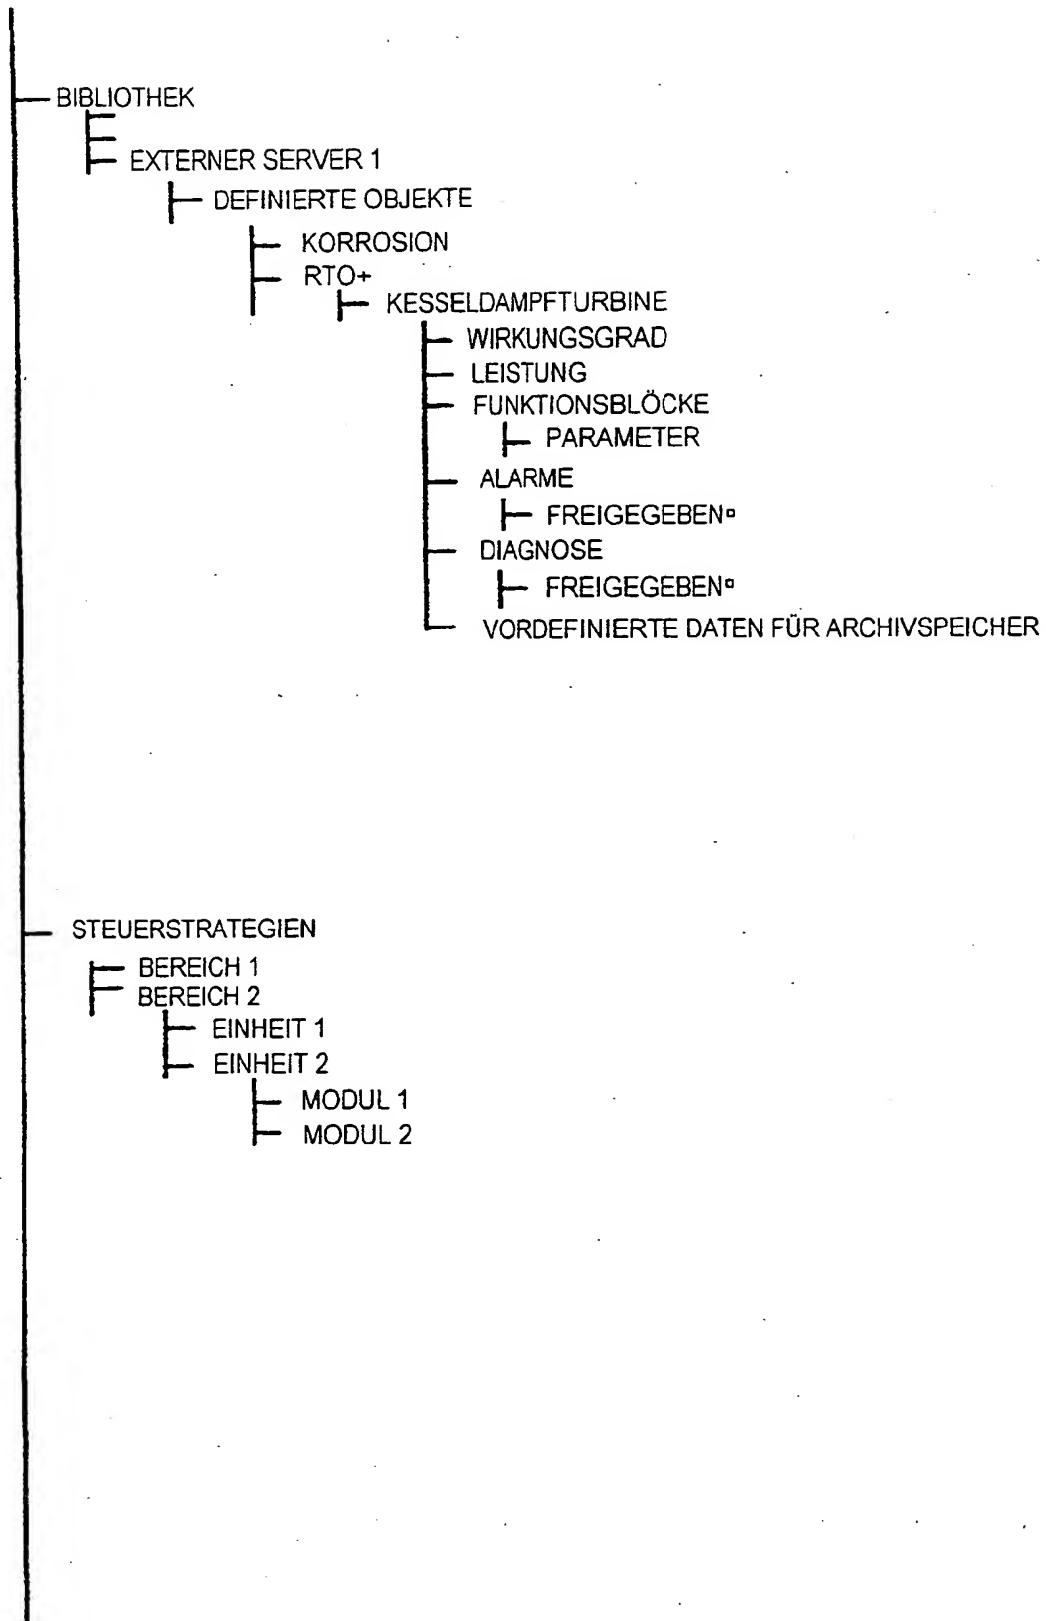 BIBLIOTHEK
EXTERNER SERVER 1
DEFINIERTE OBJEKTE
KORROSION
RTO+
KESSELDAMPFTURBINE
WIRKUNGSGRAD
LEISTUNG
FUNKTIONSBLÖCKE
PARAMETER
ALARME
FREIGEGEBEN¤
DIAGNOSE
FREIGEGEBEN¤
VORDEFINIERTE DATEN FÜR ARCHIVSPEICHER
STEUERSTRATEGIEN
BEREICH 1
BEREICH 2
EINHEIT 1
EINHEIT 2
MODUL 1
MODUL 2